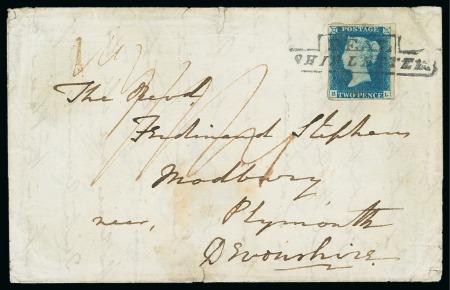 POSTAGE
TWO PENCE
The Revd.
Ferdinand Stephens
Modbury
near, Plymouth
Devonshire.